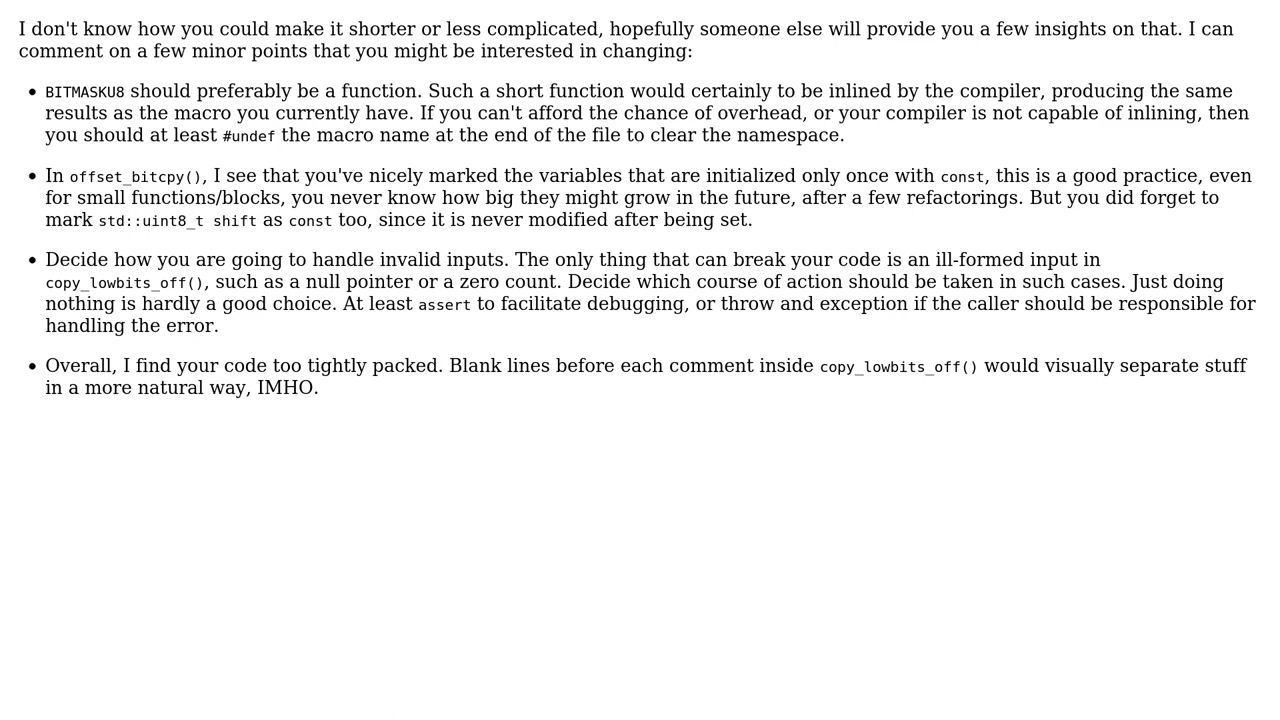 I don't know how you could make it shorter or less complicated, hopefully someone else will provide you a few insights on that. I can
comment on a few minor points that you might be interested in changing:
• BITMASKU8 should preferably be a function. Such a short function would certainly to be inlined by the compiler, producing the same
results as the macro you currently have. If you can't afford the chance of overhead, or your compiler is not capable of inlining, then
you should at least #undef the macro name at the end of the file to clear the namespace.
• In offset_bitcpy(), I see that you've nicely marked the variables that are initialized only once with const, this is a good practice, even
for small functions/blocks, you never know how big they might grow in the future, after a few refactorings. But you did forget to
mark std::uint8_t shift as const too, since it is never modified after being set.
• Decide how you are going to handle invalid inputs. The only thing that can break your code is an ill-formed input in
copy_lowbits_off(), such as a null pointer or a zero count. Decide which course of action should be taken in such cases. Just doing
nothing is hardly a good choice. At least assert to facilitate debugging, or throw and exception if the caller should be responsible for
handling the error.
• Overall, I find your code too tightly packed. Blank lines before each comment inside copy_lowbits_off() would visually separate stuff
in a more natural way, IMHO.